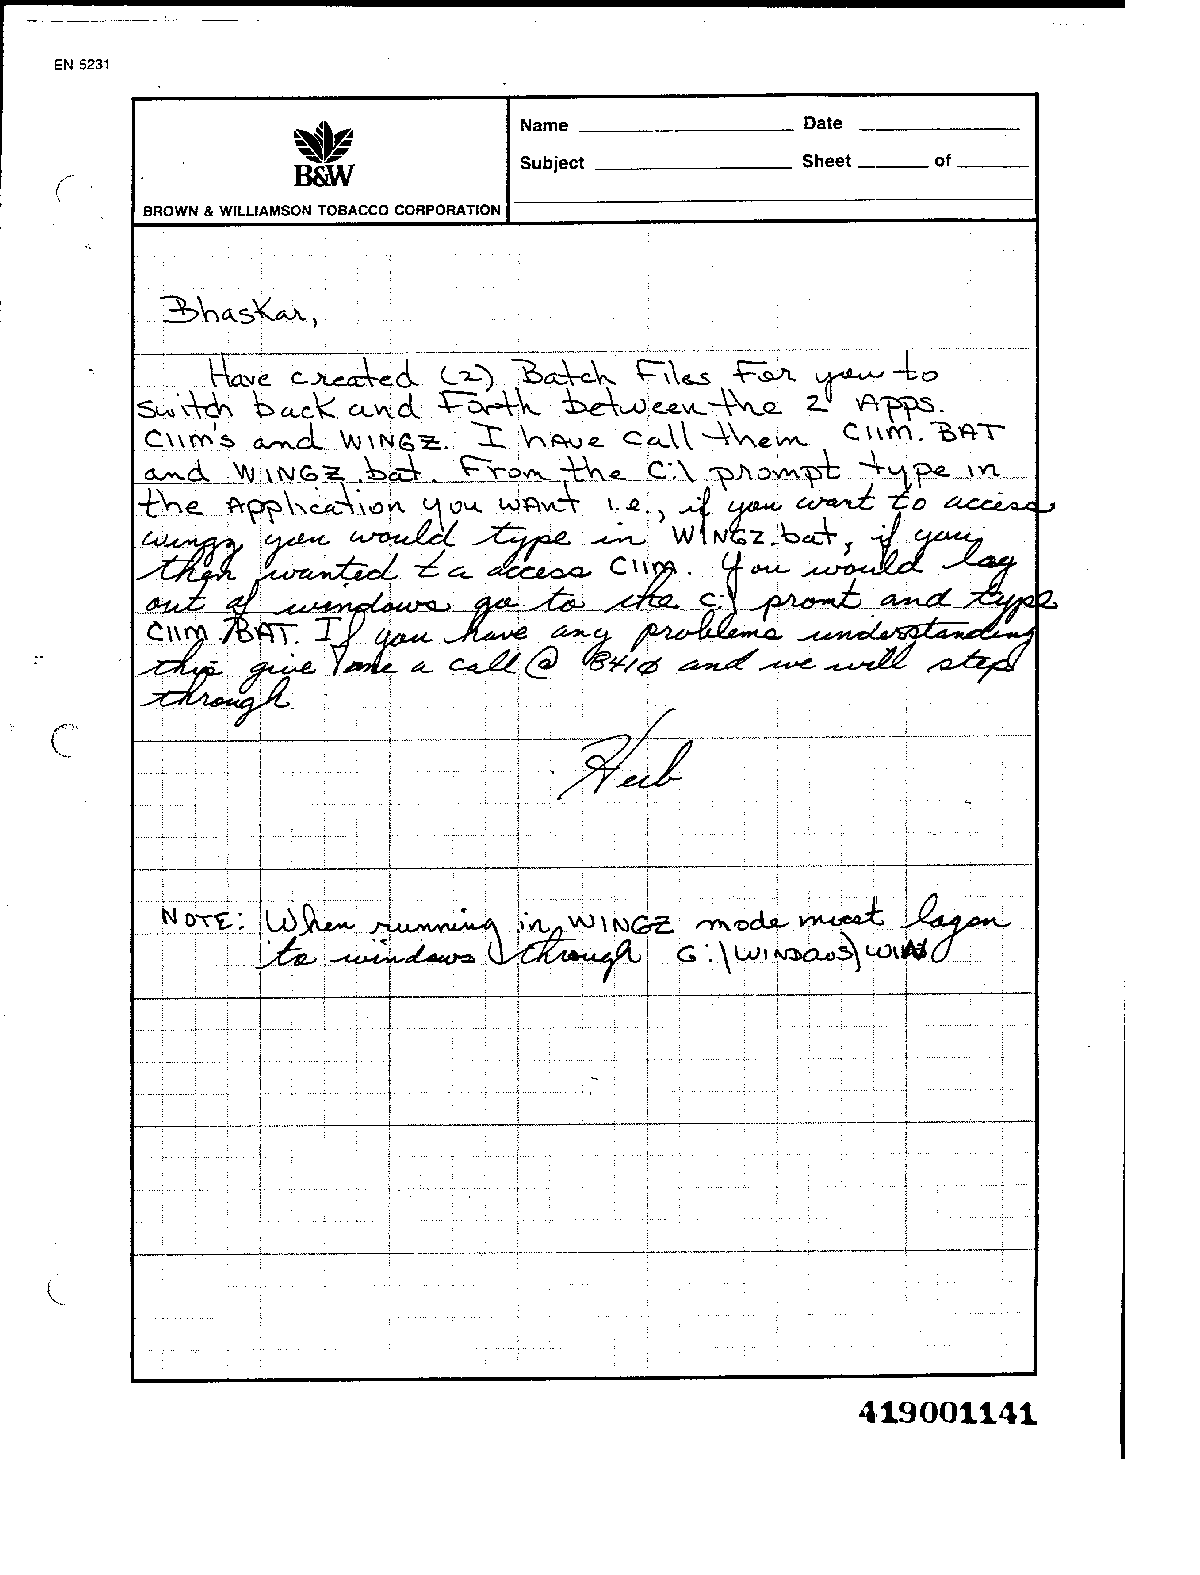 EN 5231
B&W
BROWN & WILLIAMSON TOBACCO CORPORATION
Name Date
Subject Sheet of
Bhaskar,
Have created (2) Batch Files For you to
switch back and Forth between the 2 Apps.
CIIM's and WINGZ. I have call them CIIM.BAT
and WINGZ.bat. From the C:\ prompt type in
the Application you want i.e., if you want to access
wingz you would type in WINGZ.bat, if you
then wanted to access CIIM. You would log
out of windows go to the C:\ promt and type
CIIM.BAT. If you have any problems understanding
this give me a call @ 8410 and we will step
through
Herb
NOTE: When running in WINGZ mode must logon
to windows through G:\WINDOWS\WIN
419001141